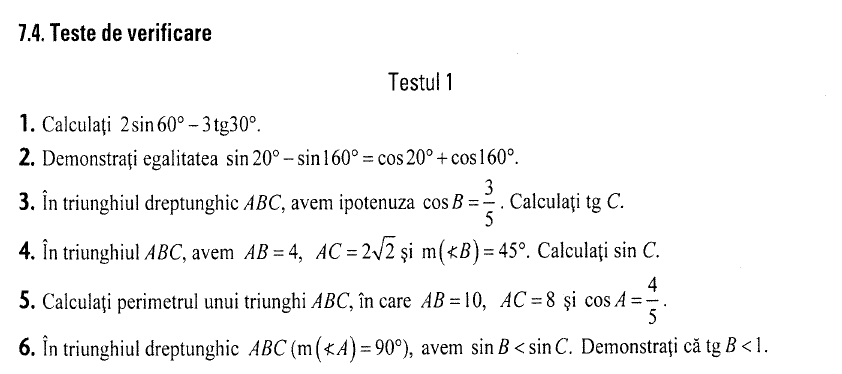 7.4. Teste de verificare
Testul 1
1. Calculați 2 sin 60° – 3 tg30°.
2. Demonstrați egalitatea sin 20° – sin 160° = cos 20° + cos 160°.
3. În triunghiul dreptunghic ABC, avem ipotenuza cos B = 3/5. Calculați tg C.
4. În triunghiul ABC, avem AB = 4, AC = 2√2 și m(∢B) = 45°. Calculați sin C.
5. Calculați perimetrul unui triunghi ABC, în care AB = 10, AC = 8 și cos A = 4/5.
6. În triunghiul dreptunghic ABC (m(∢A) = 90°), avem sin B < sin C. Demonstrați că tg B < 1.